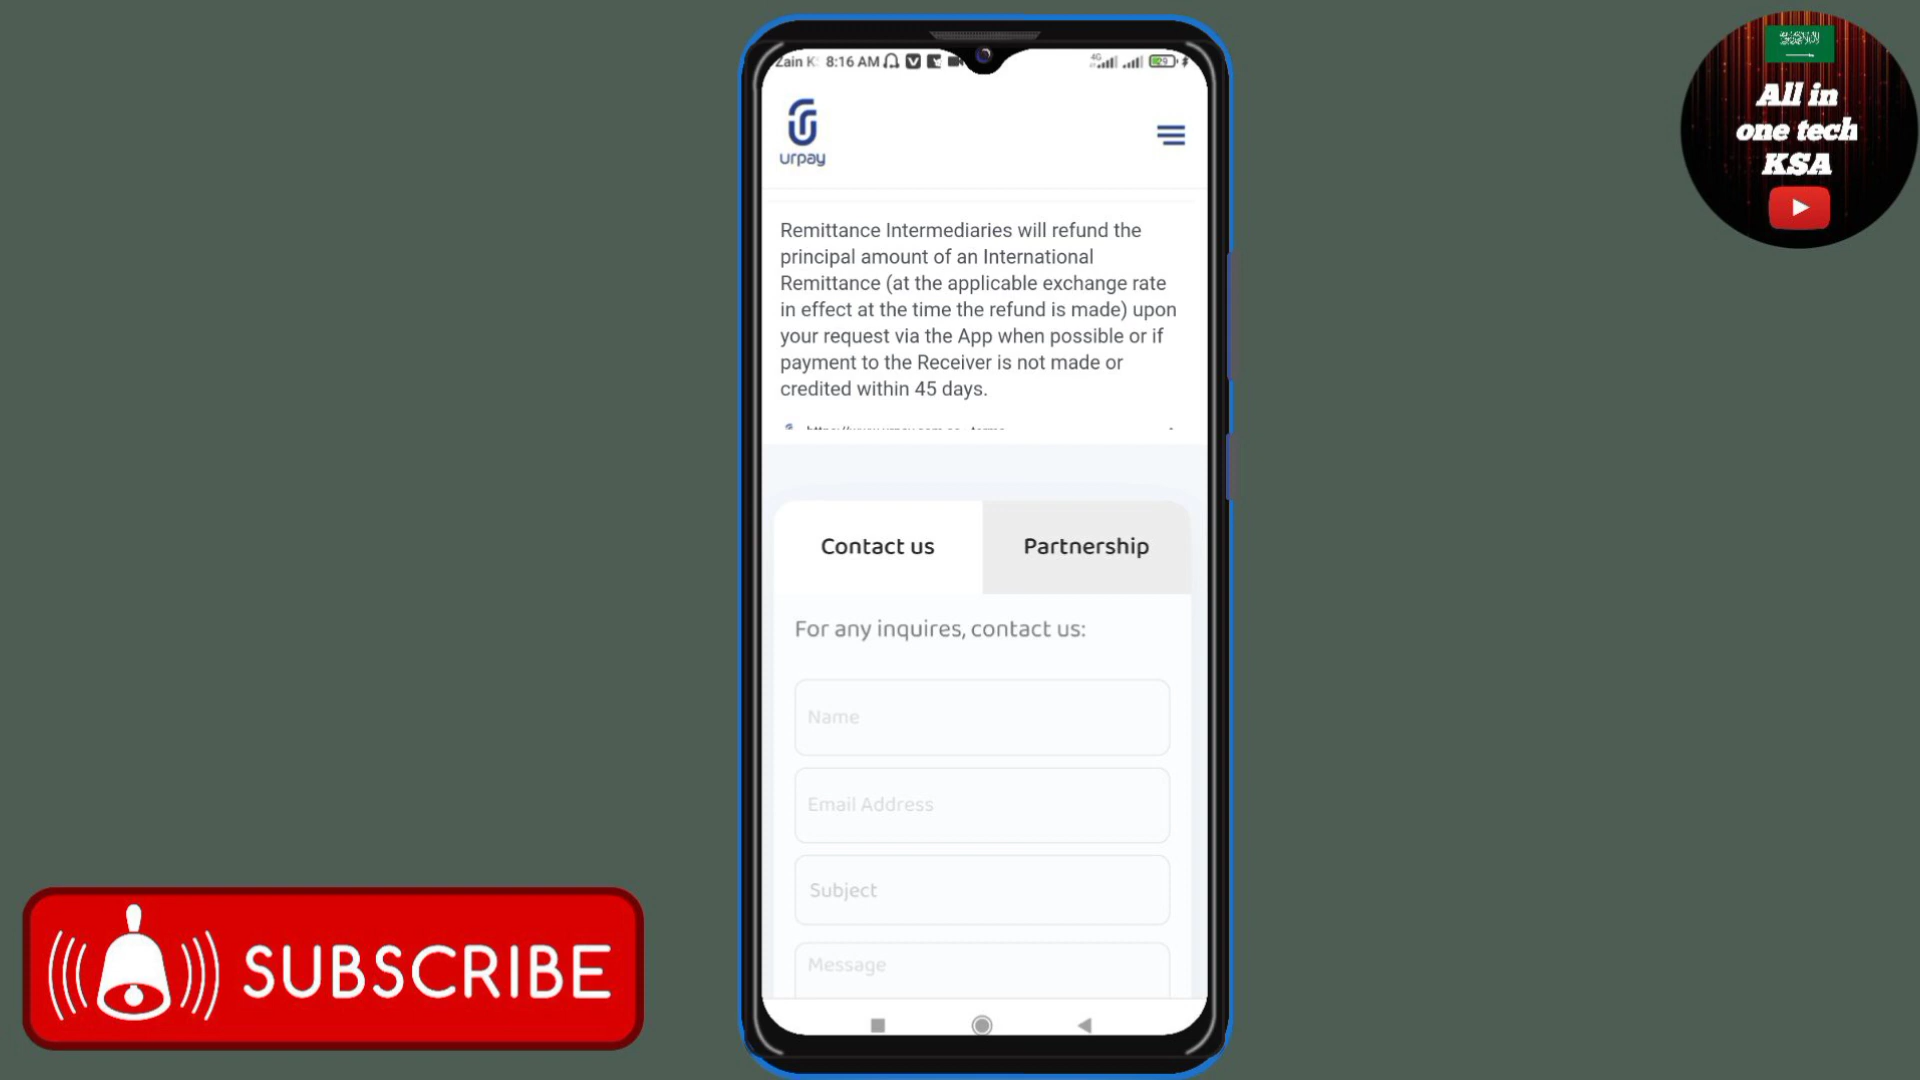 Zain K
8:16 AM
4G
urpay
Remittance Intermediaries will refund the
principal amount of an International
Remittance (at the applicable exchange rate
in effect at the time the refund is made) upon
your request via the App when possible or if
payment to the Receiver is not made or
credited within 45 days.
Contact us
Partnership
For any inquires, contact us:
Name
Email Address
Subject
Message
SUBSCRIBE
All in
one tech
KSA